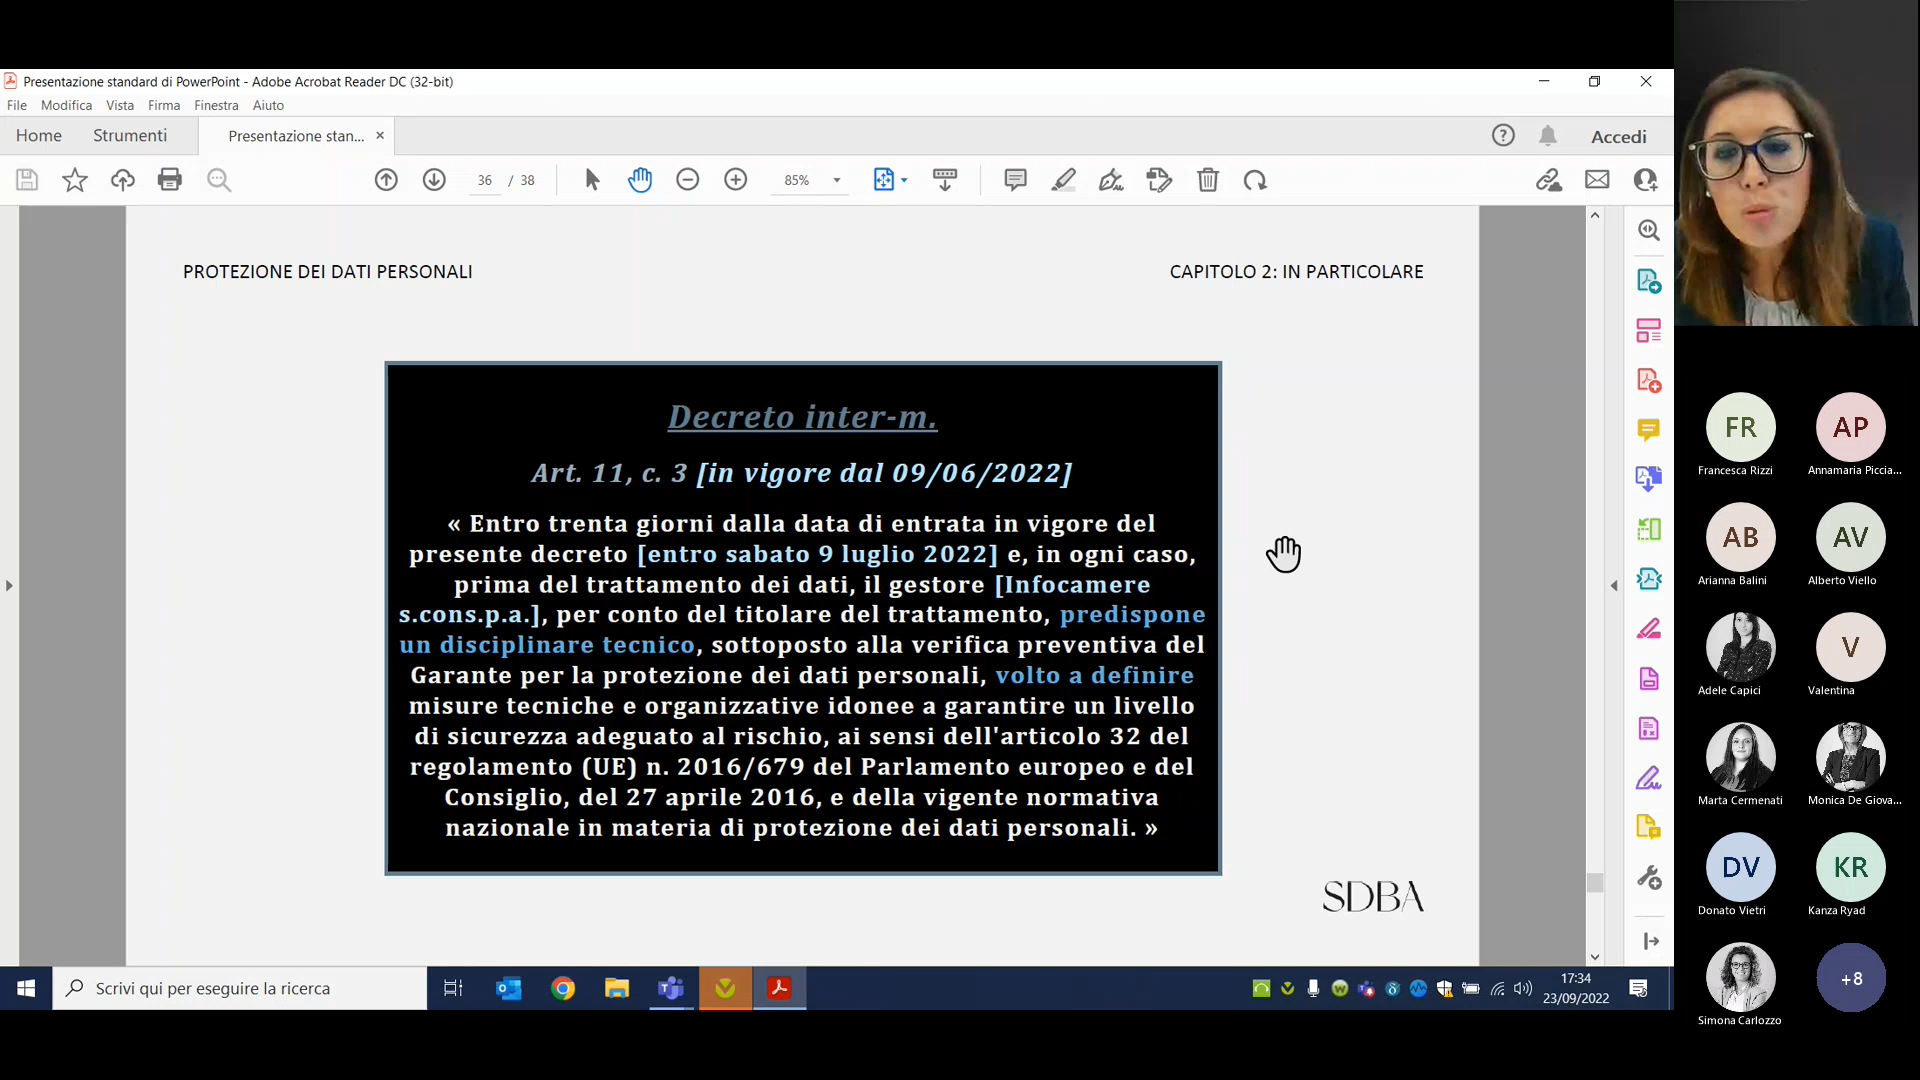 Presentazione standard di PowerPoint - Adobe Acrobat Reader DC (32-bit)
File Modifica Vista Firma Finestra Aiuto
Home Strumenti Presentazione stan... × Accedi
36 / 38 85%
PROTEZIONE DEI DATI PERSONALI CAPITOLO 2: IN PARTICOLARE
Decreto inter-m.
Art. 11, c. 3 [in vigore dal 09/06/2022]
« Entro trenta giorni dalla data di entrata in vigore del
presente decreto [entro sabato 9 luglio 2022] e, in ogni caso,
prima del trattamento dei dati, il gestore [Infocamere
s.cons.p.a.], per conto del titolare del trattamento, predispone
un disciplinare tecnico, sottoposto alla verifica preventiva del
Garante per la protezione dei dati personali, volto a definire
misure tecniche e organizzative idonee a garantire un livello
di sicurezza adeguato al rischio, ai sensi dell'articolo 32 del
regolamento (UE) n. 2016/679 del Parlamento europeo e del
Consiglio, del 27 aprile 2016, e della vigente normativa
nazionale in materia di protezione dei dati personali. »
SDBA
Scrivi qui per eseguire la ricerca
17:34
23/09/2022
FR AP
Francesca Rizzi Annamaria Piccia...
AB AV
Arianna Balini Alberto Viello
V
Adele Capici Valentina
Marta Cermenati Monica De Giova...
DV KR
Donato Vietri Kanza Ryad
+8
Simona Carlozzo